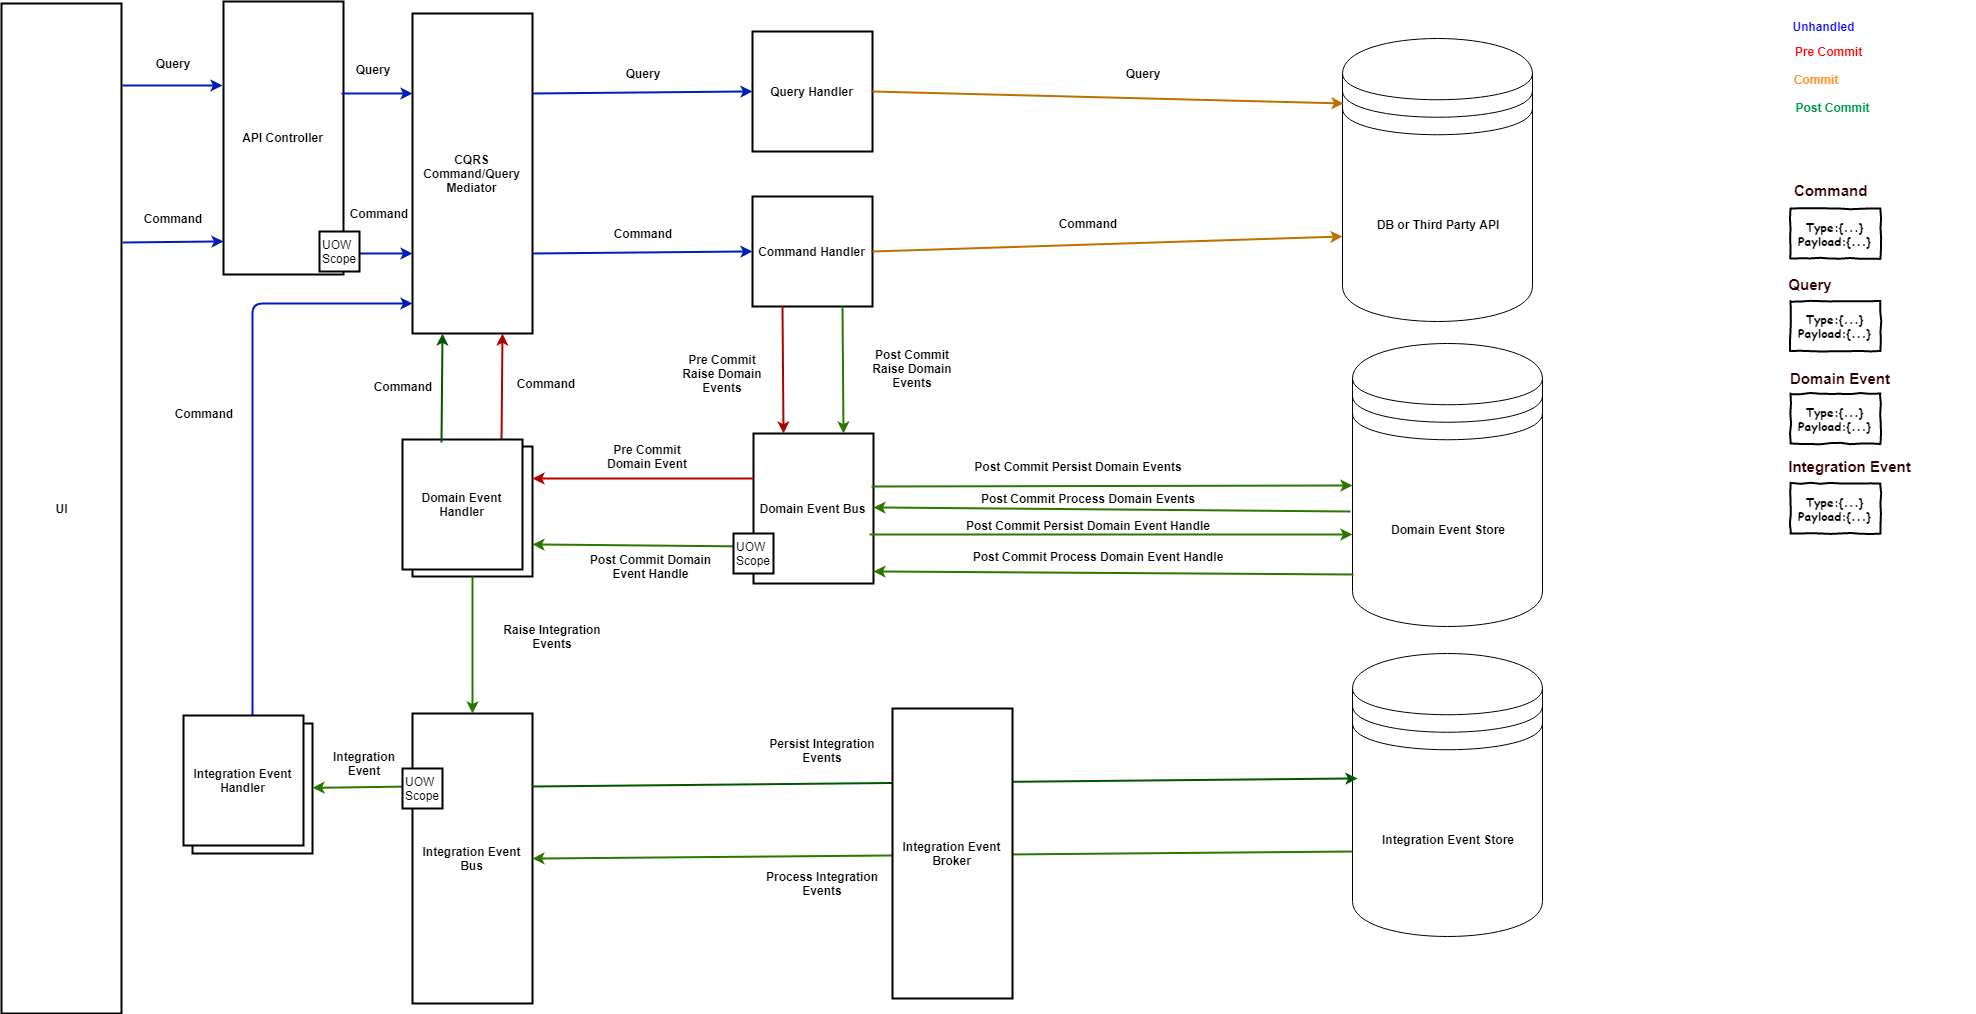 Unhandled
Pre Commit
Commit
Post Commit
Query
Query
Query
Query
Query Handler
API Controller
CQRS
Command/Query
Mediator
Command
Command
Command
Command
UOW
Scope
Command Handler
DB or Third Party API
Command
Type:{...}
Payload:{...}
Query
Type:{...}
Payload:{...}
Domain Event
Type:{...}
Payload:{...}
Integration Event
Type:{...}
Payload:{...}
Pre Commit
Raise Domain
Events
Post Commit
Raise Domain
Events
Command
Command
Command
Pre Commit
Domain Event
Domain Event
Handler
Domain Event Bus
UOW
Scope
Post Commit Domain
Event Handle
Post Commit Persist Domain Events
Post Commit Process Domain Events
Post Commit Persist Domain Event Handle
Post Commit Process Domain Event Handle
Domain Event Store
UI
Raise Integration
Events
Integration Event
Handler
Integration
Event
UOW
Scope
Integration Event
Bus
Persist Integration
Events
Process Integration
Events
Integration Event
Broker
Integration Event Store